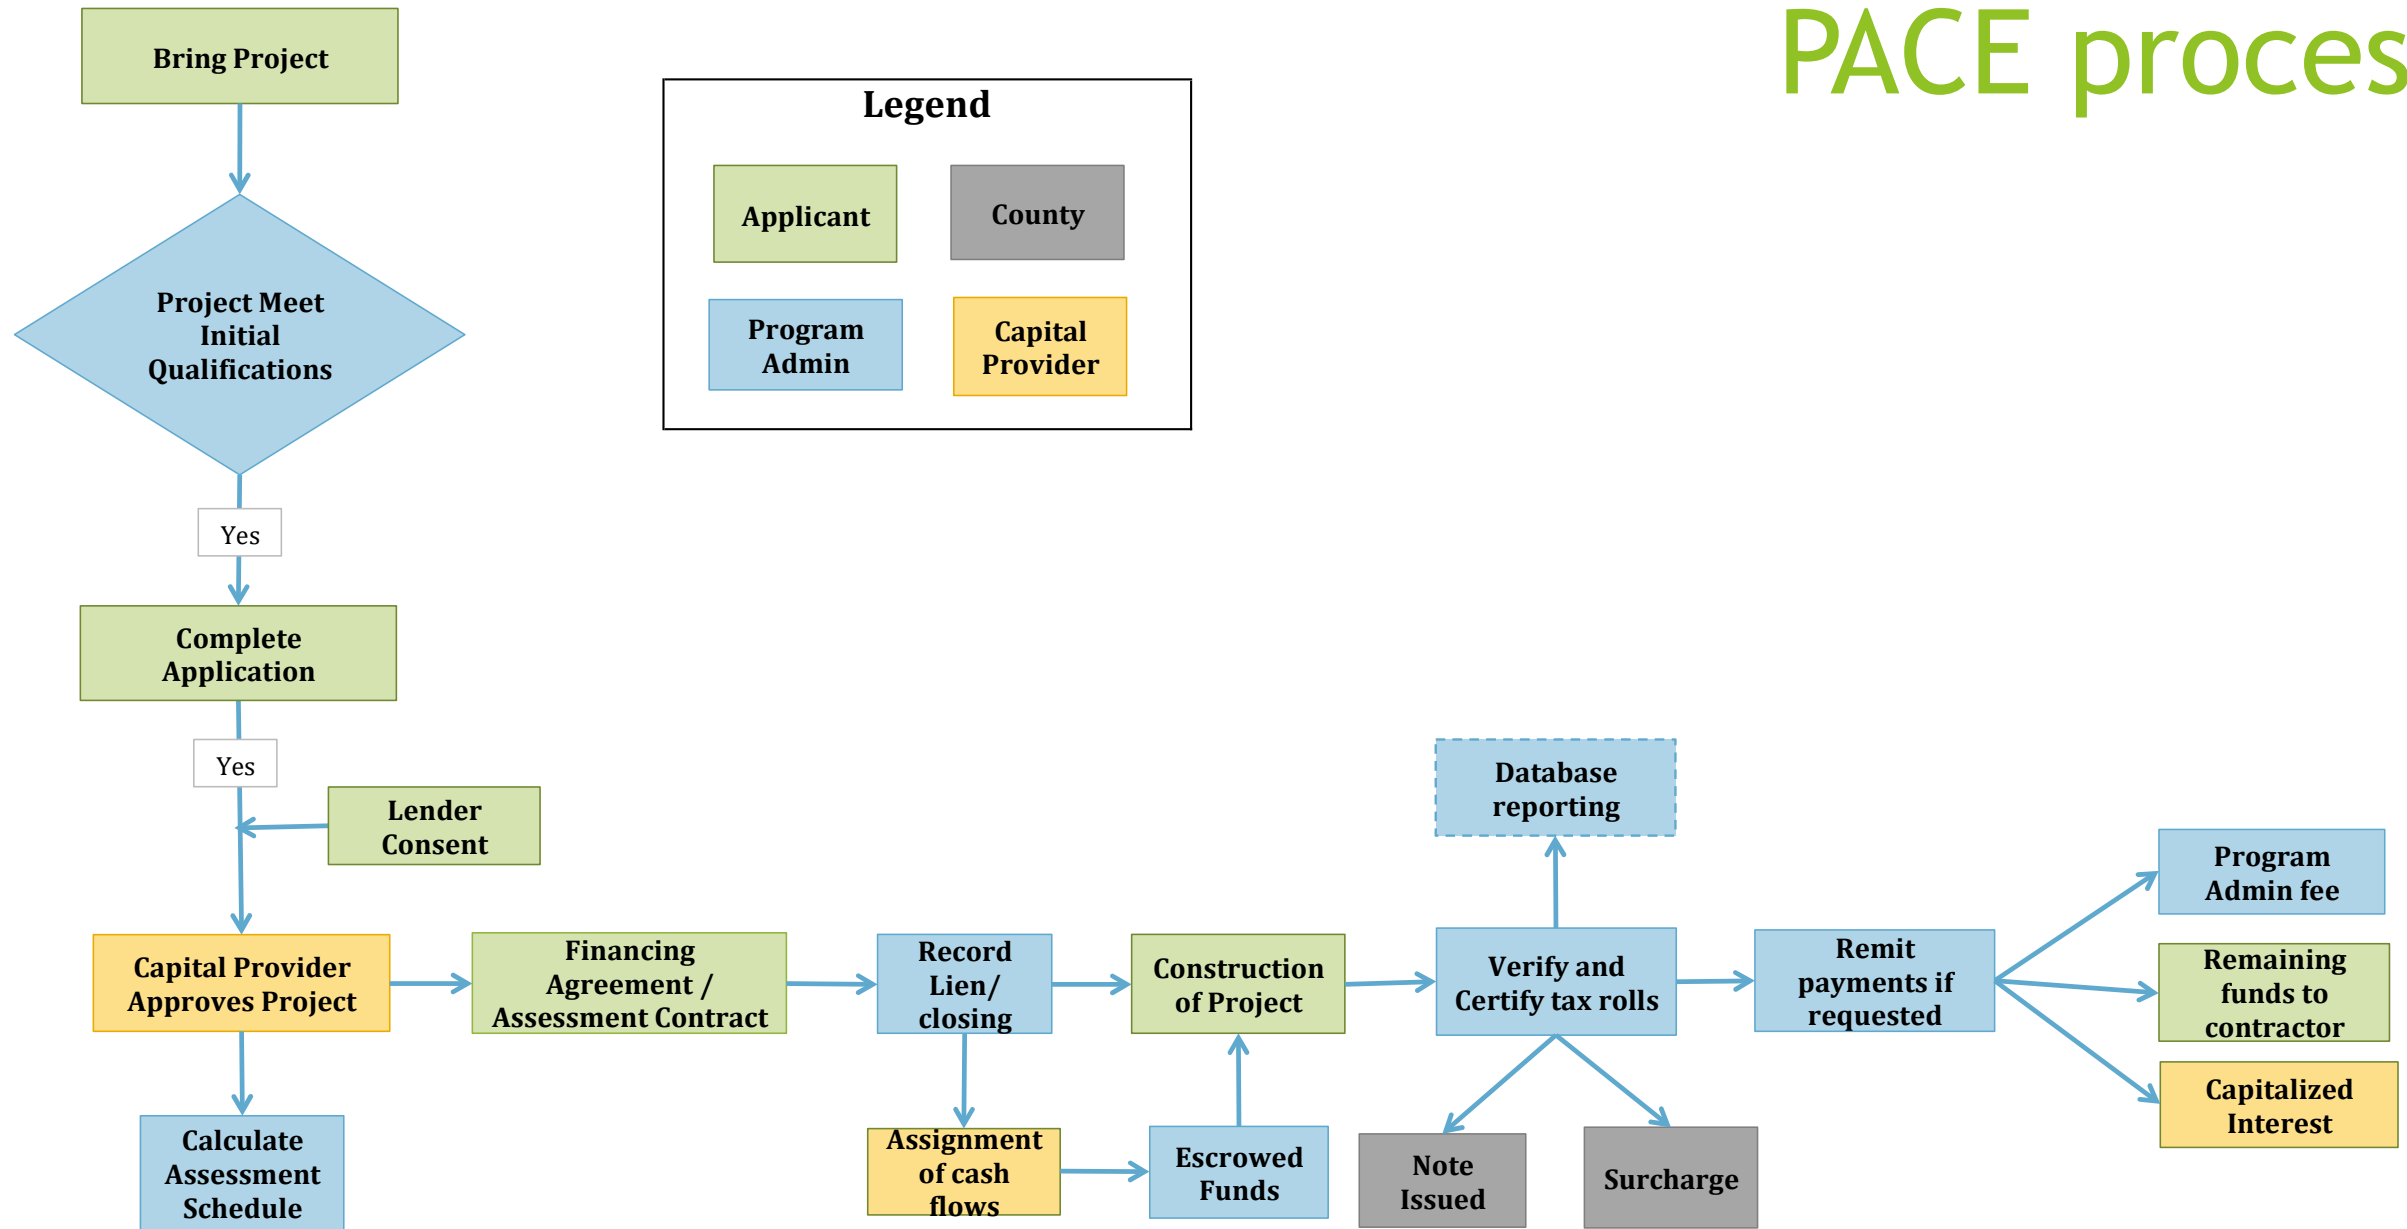 PACE proces
Bring Project
Legend
Applicant
County
Program
Admin
Capital
Provider
Project Meet
Initial
Qualifications
Yes
Complete
Application
Yes
Lender
Consent
Capital Provider
Approves Project
Financing
Agreement /
Assessment Contract
Record
Lien/
closing
Construction
of Project
Database
reporting
Verify and
Certify tax rolls
Remit
payments if
requested
Program
Admin fee
Remaining
funds to
contractor
Capitalized
Interest
Calculate
Assessment
Schedule
Assignment
of cash
flows
Escrowed
Funds
Note
Issued
Surcharge